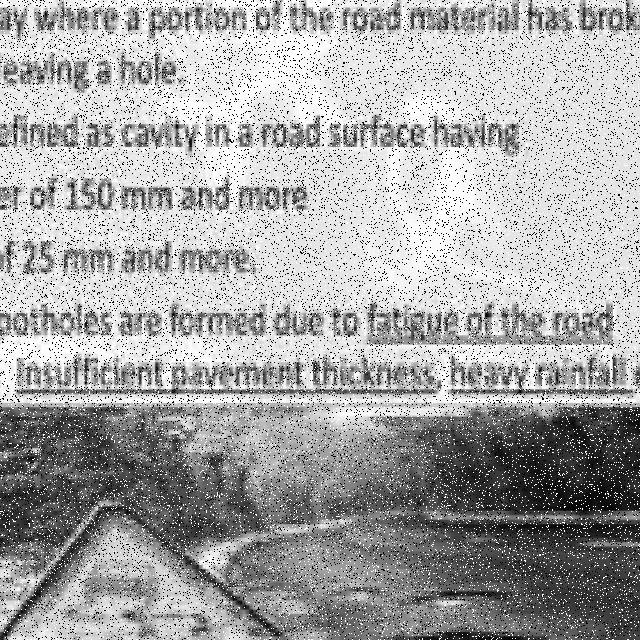 ay where a portion of the road material has brok
eaving a hole.
efined as cavity in a road surface having
er of 150 mm and more
of 25 mm and more.
potholes are formed due to fatigue of the road
Insufficient pavement thickness, heavy rainfall